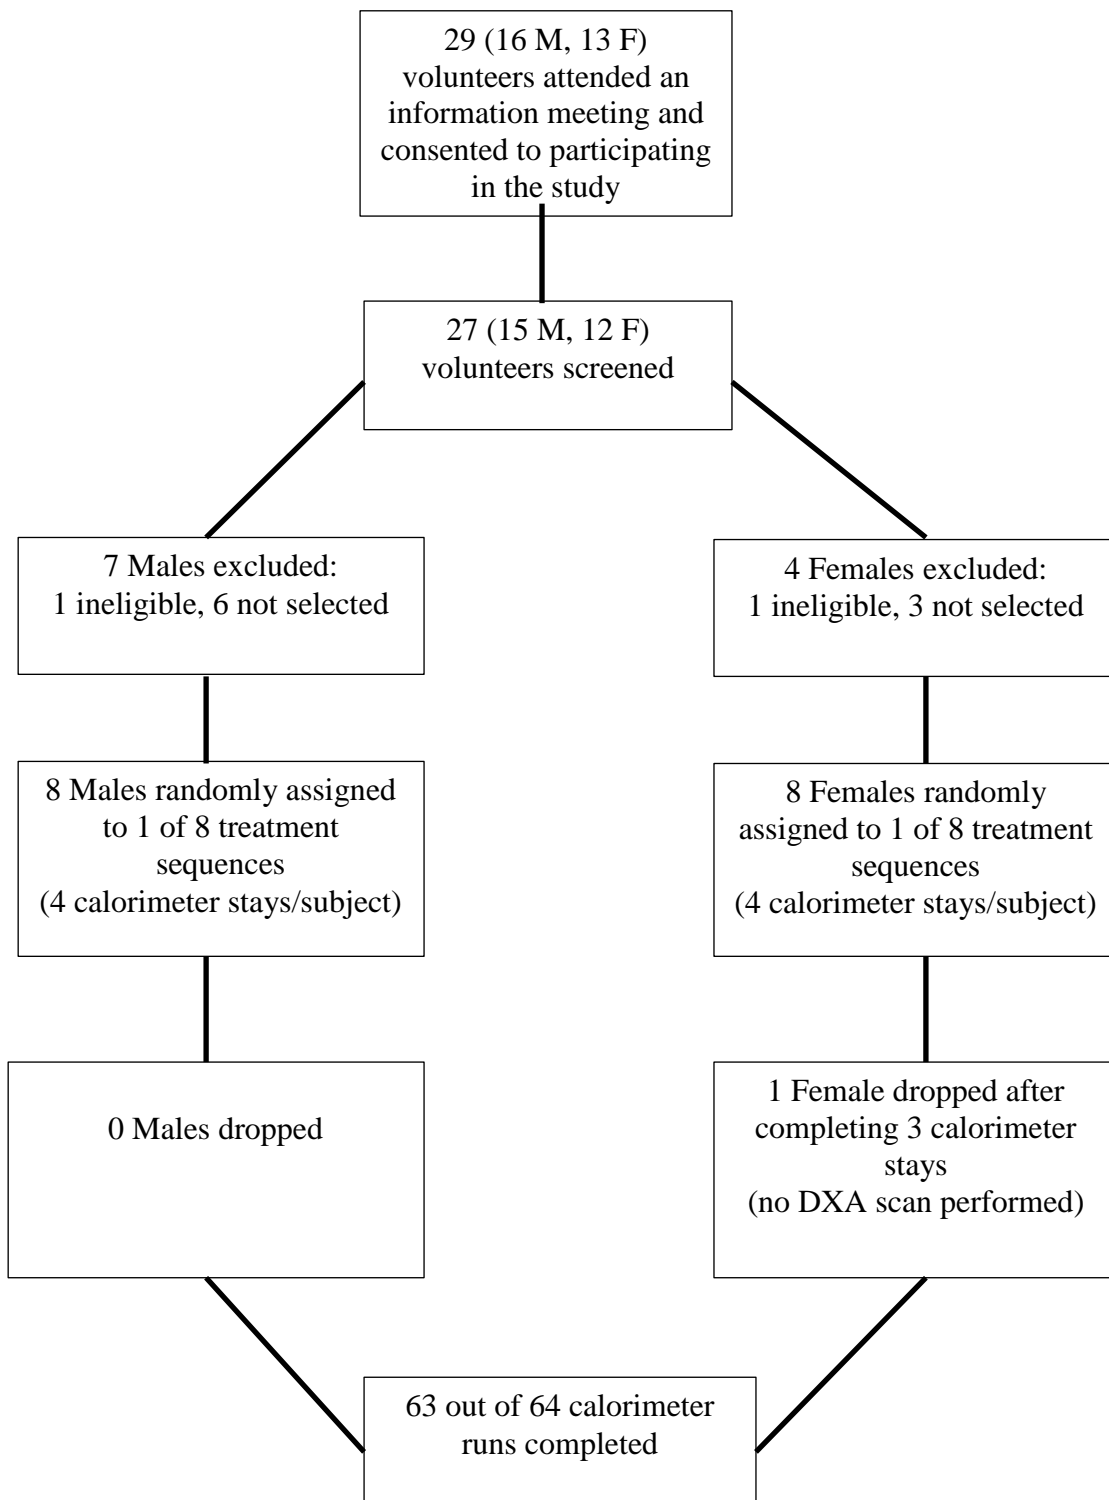 29 (16 M, 13 F)
volunteers attended an
information meeting and
consented to participating
in the study
27 (15 M, 12 F)
volunteers screened
7 Males excluded:
1 ineligible, 6 not selected
4 Females excluded:
1 ineligible, 3 not selected
8 Males randomly assigned
to 1 of 8 treatment
sequences
(4 calorimeter stays/subject)
8 Females randomly
assigned to 1 of 8 treatment
sequences
(4 calorimeter stays/subject)
0 Males dropped
1 Female dropped after
completing 3 calorimeter
stays
(no DXA scan performed)
63 out of 64 calorimeter
runs completed